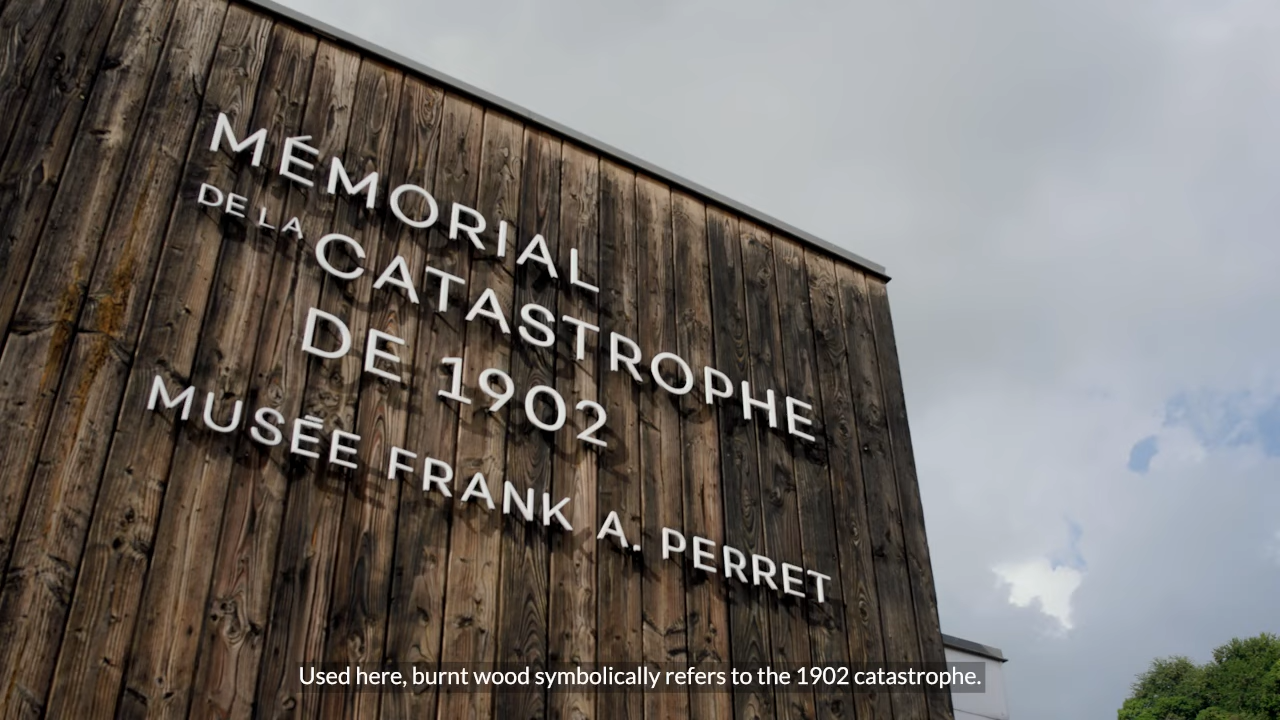 MÉMORIAL
DE LA CATASTROPHE
DE 1902
MUSÉE FRANK A. PERRET
Used here, burnt wood symbolically refers to the 1902 catastrophe.